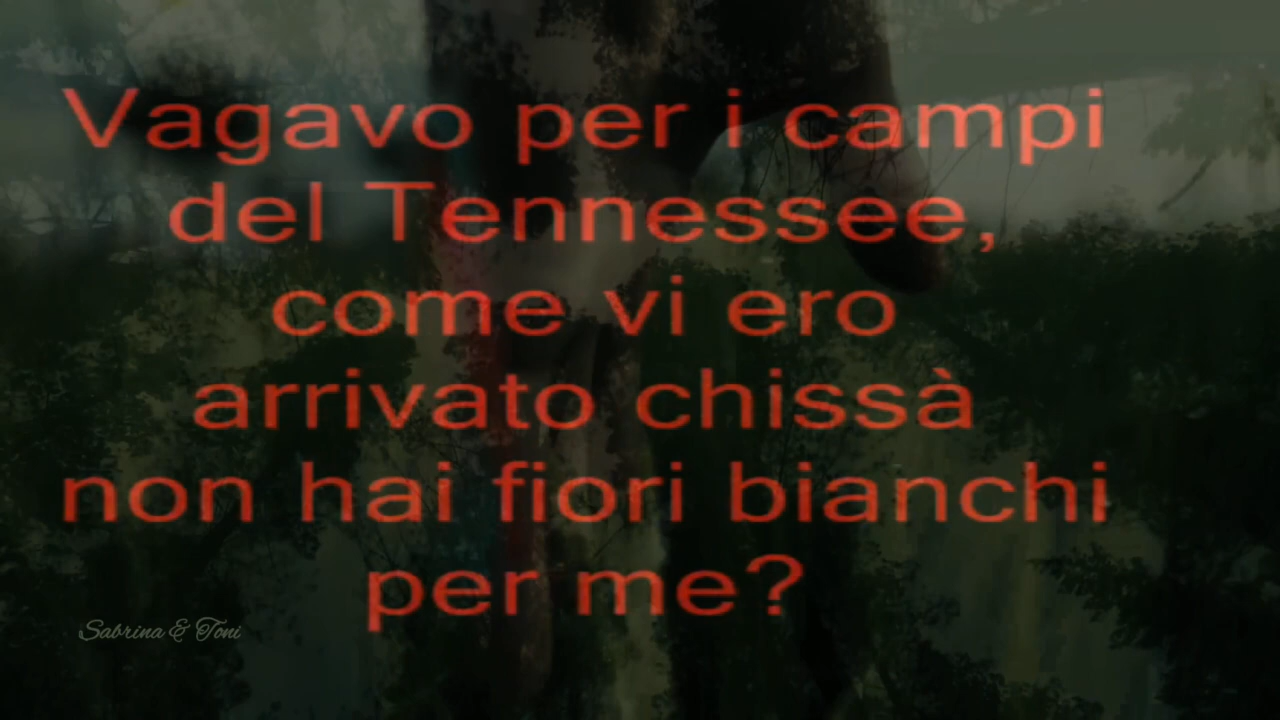 Vagavo per i campi
del Tennessee,
come vi ero
arrivato chissà
non hai fiori bianchi
per me?
Sabrina & Toni